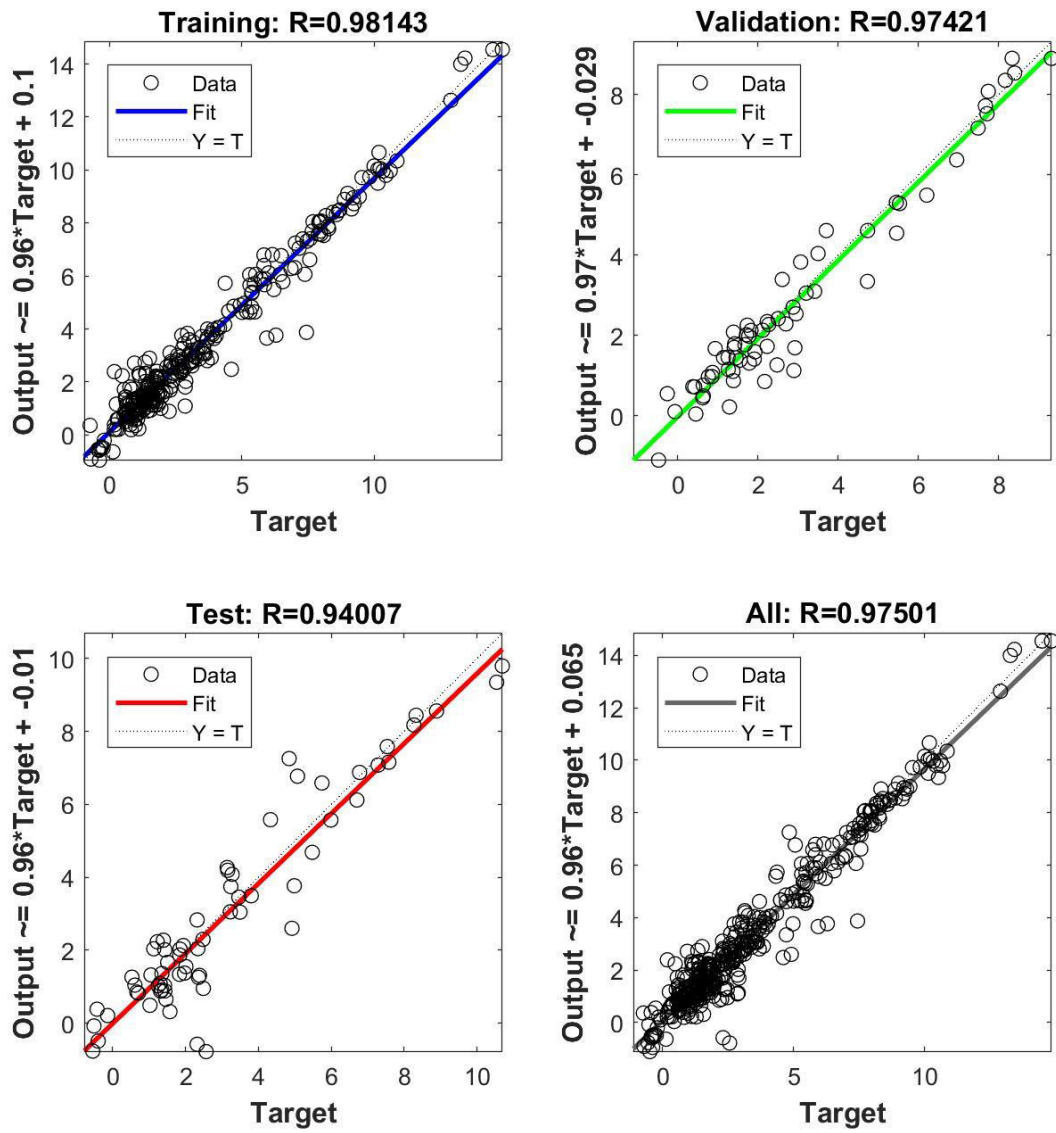 Training: R=0.98143
Output ~= 0.96*Target + 0.1
14
12
10
8
6
4
2
0
Data
Fit
Y = T
0 5 10
Target
Validation: R=0.97421
Output ~= 0.97*Target + -0.029
8
6
4
2
0
Data
Fit
Y = T
0 2 4 6 8
Target
Test: R=0.94007
Output ~= 0.96*Target + -0.01
10
8
6
4
2
0
Data
Fit
Y = T
0 2 4 6 8 10
Target
All: R=0.97501
Output ~= 0.96*Target + 0.065
14
12
10
8
6
4
2
0
Data
Fit
Y = T
0 5 10
Target